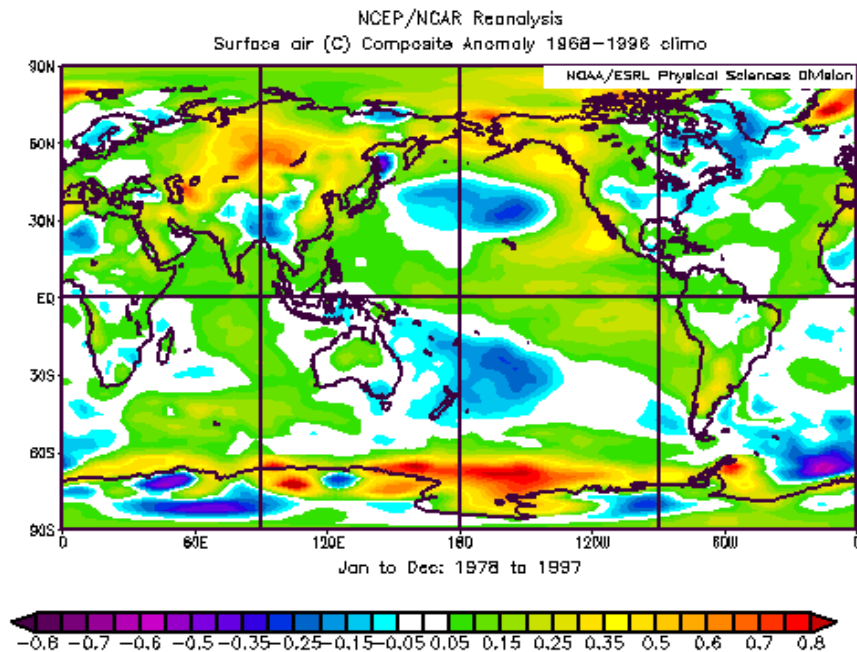 NCEP/NCAR Reanalysis
Surface air (C) Composite Anomaly 1968-1996 climo
NOAA/ESRL Physical Sciences Division
90N
60N
30N
EQ
30S
60S
90S
0 60E 120E 180 120W 60W 0
Jan to Dec: 1978 to 1997
-0.8 -0.7 -0.6 -0.5 -0.35 -0.25 -0.15 -0.05 0.05 0.15 0.25 0.35 0.5 0.6 0.7 0.8